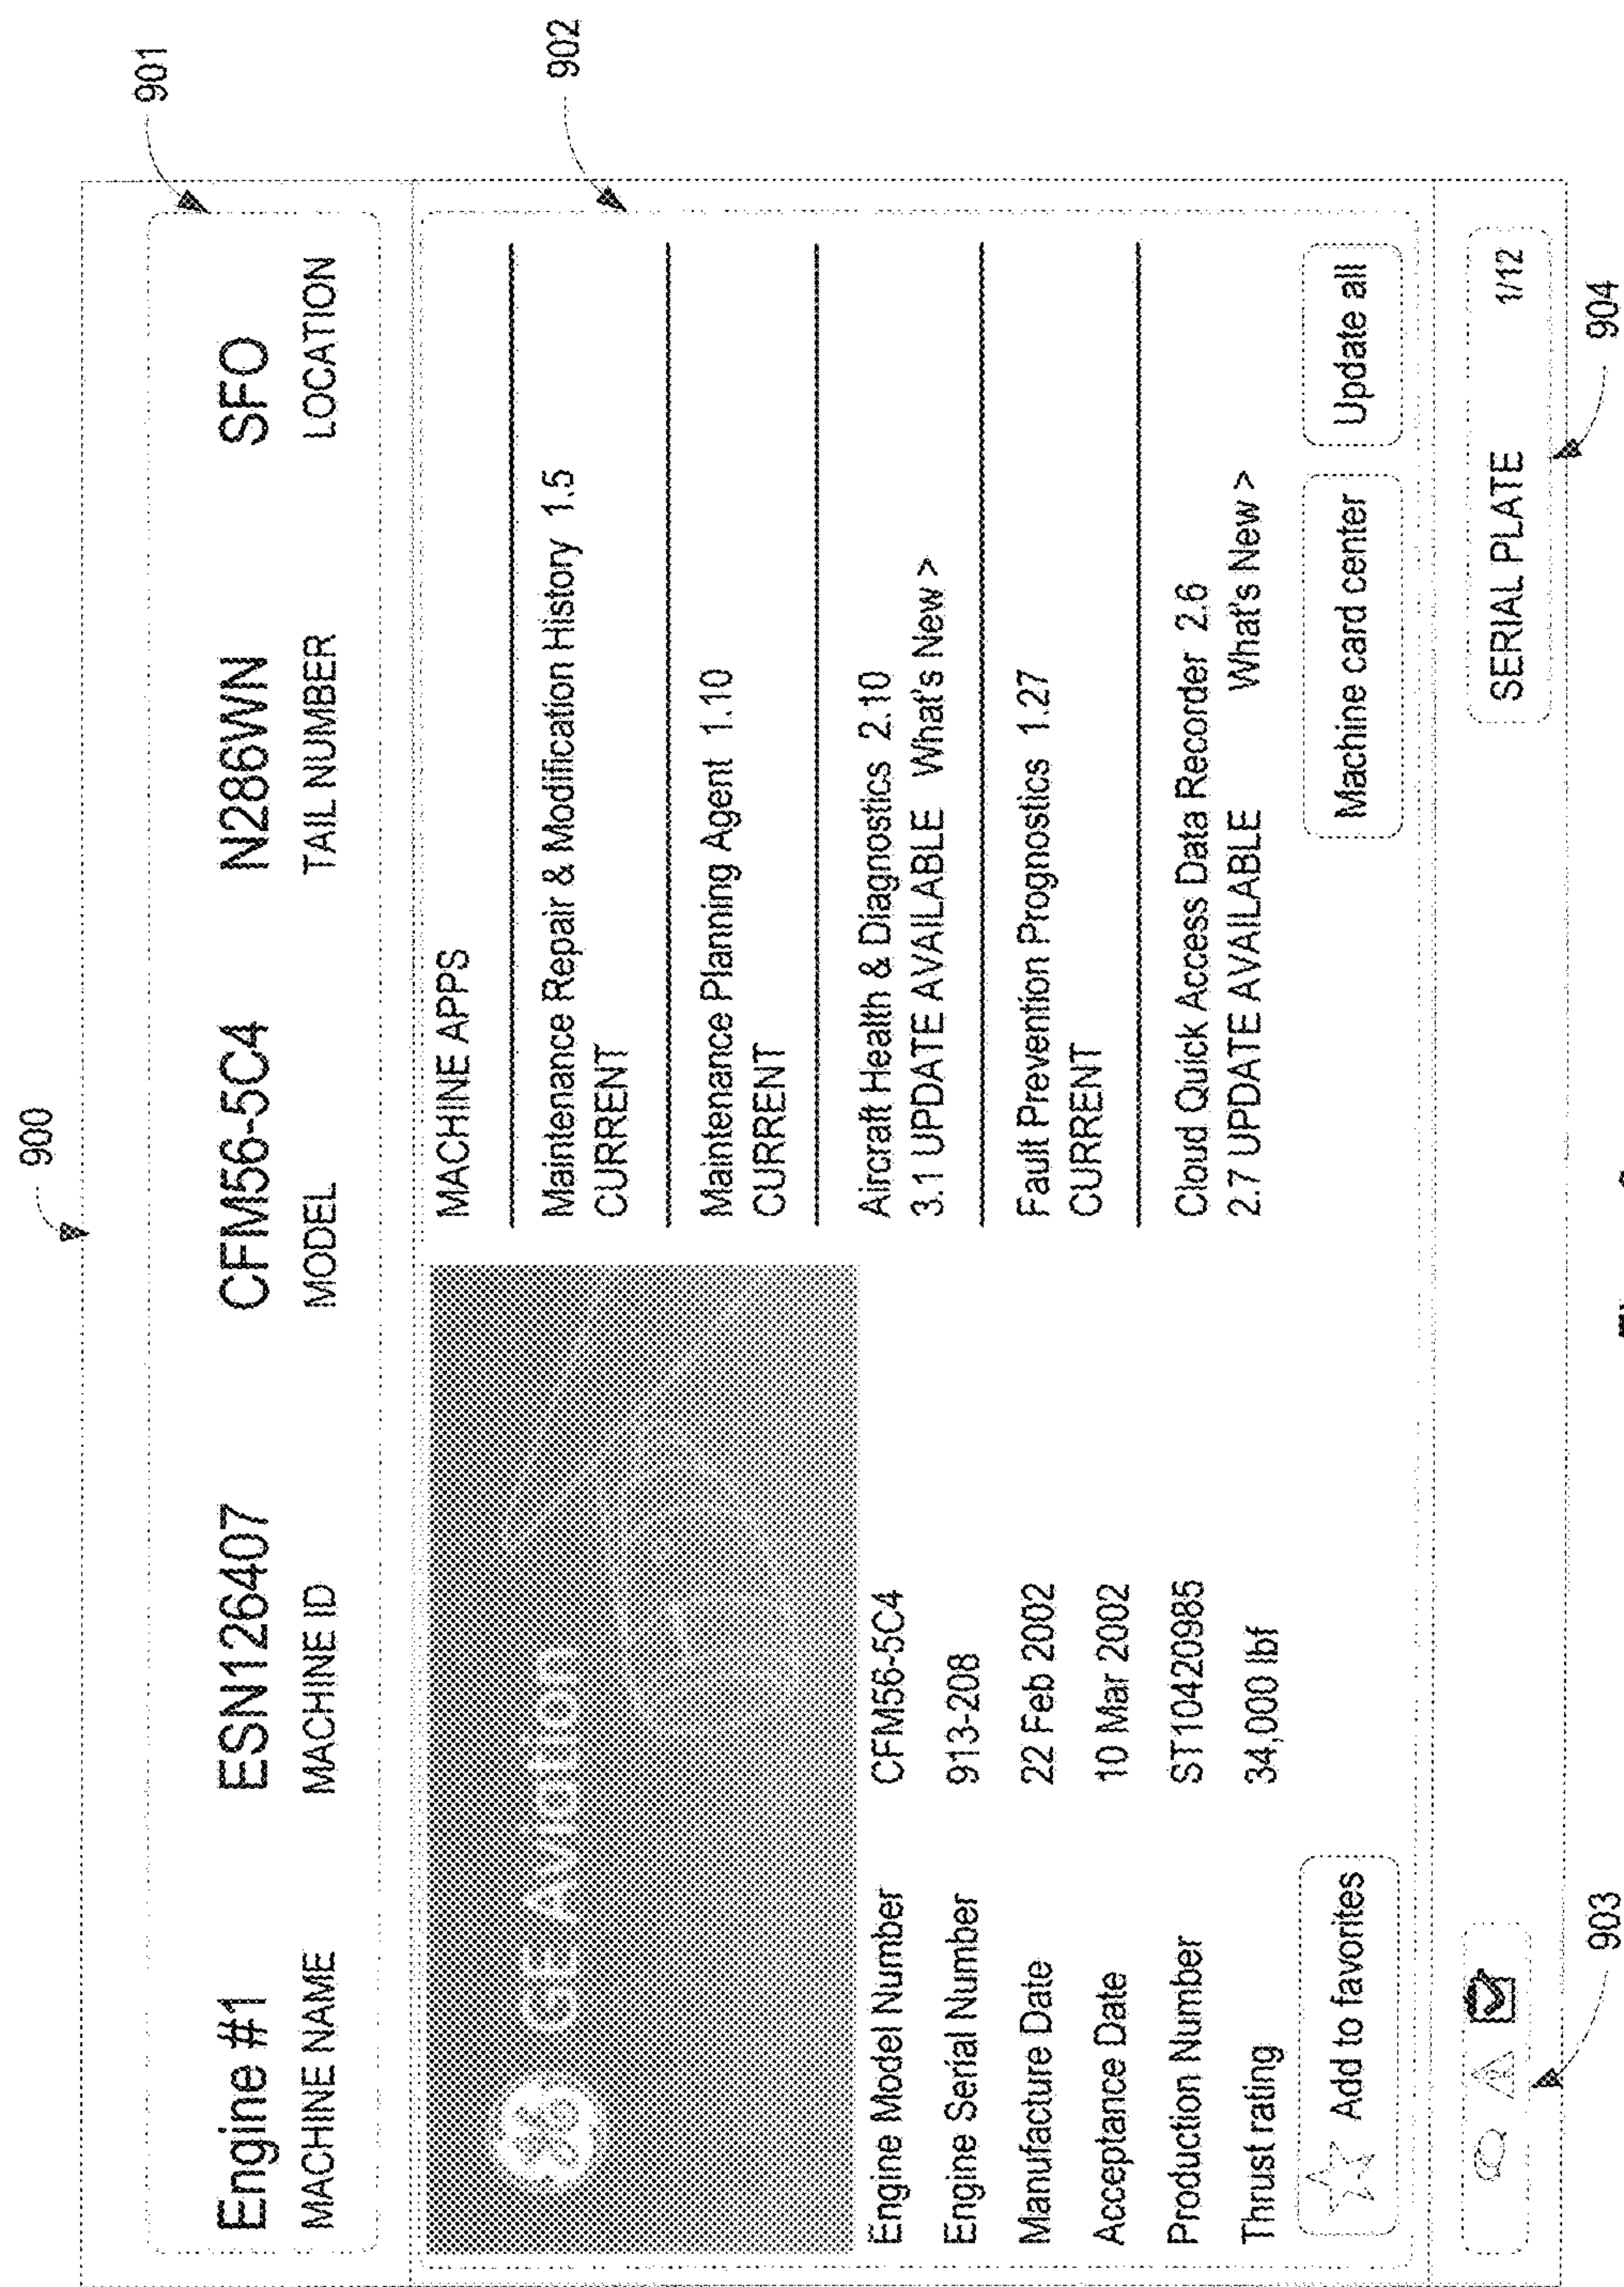 900
901
Engine #1 ESN126407 CFM56-5C4 N286WN SFO
MACHINE NAME MACHINE ID MODEL TAIL NUMBER LOCATION
902
GE Aviation
Engine Model Number CFM56-5C4
Engine Serial Number 913-208
Manufacture Date 22 Feb 2002
Acceptance Date 10 Mar 2002
Production Number ST10420985
Thrust rating 34,000 lbf
Add to favorites
MACHINE APPS
Maintenance Repair & Modification History 1.5
CURRENT
Maintenance Planning Agent 1.10
CURRENT
Aircraft Health & Diagnostics 2.10
3.1 UPDATE AVAILABLE What's New >
Fault Prevention Prognostics 1.27
CURRENT
Cloud Quick Access Data Recorder 2.6
2.7 UPDATE AVAILABLE What's New >
Machine card center Update all
SERIAL PLATE 1/12
903
904